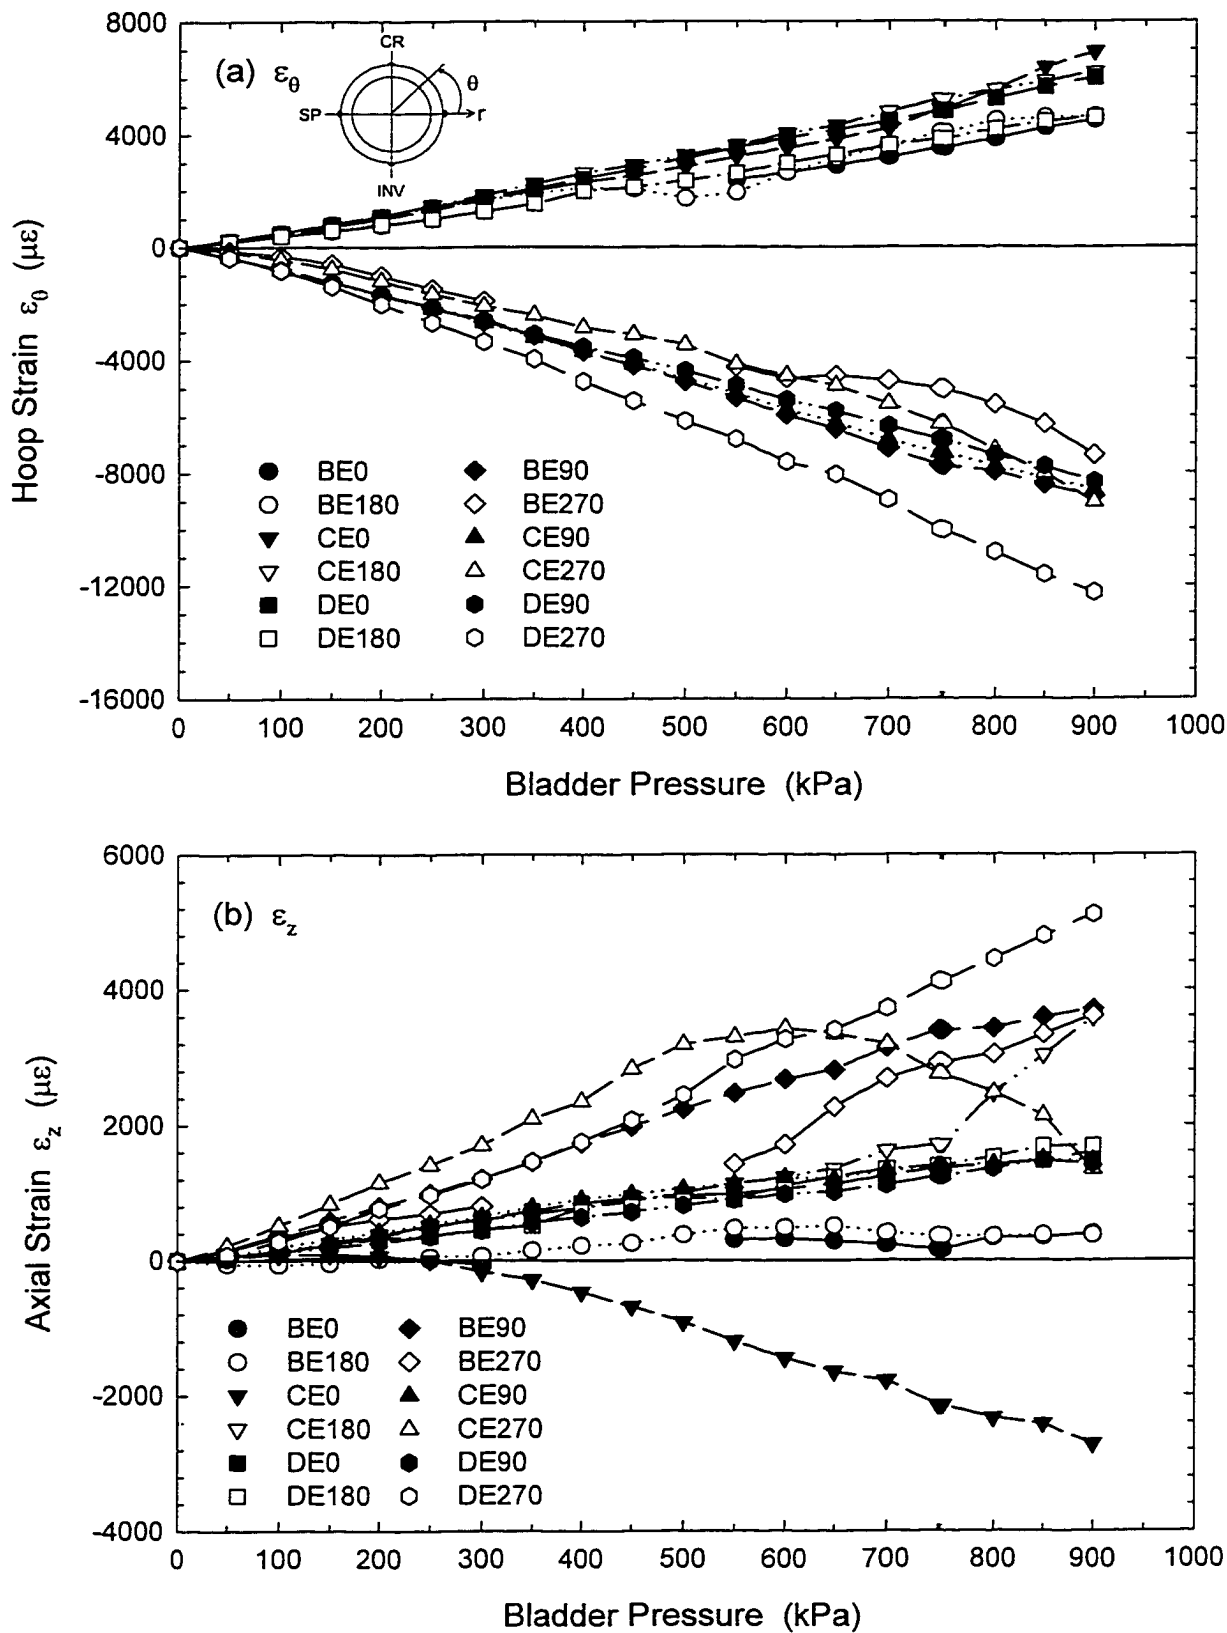 8000
4000
0
-4000
-8000
-12000
-16000
Hoop Strain εθ (με)
(a) εθ
CR
SP
INV
θ
r
BE0
BE180
CE0
CE180
DE0
DE180
BE90
BE270
CE90
CE270
DE90
DE270
0 100 200 300 400 500 600 700 800 900 1000
Bladder Pressure (kPa)
6000
4000
2000
0
-2000
-4000
Axial Strain εz (με)
(b) εz
BE0
BE180
CE0
CE180
DE0
DE180
BE90
BE270
CE90
CE270
DE90
DE270
0 100 200 300 400 500 600 700 800 900 1000
Bladder Pressure (kPa)